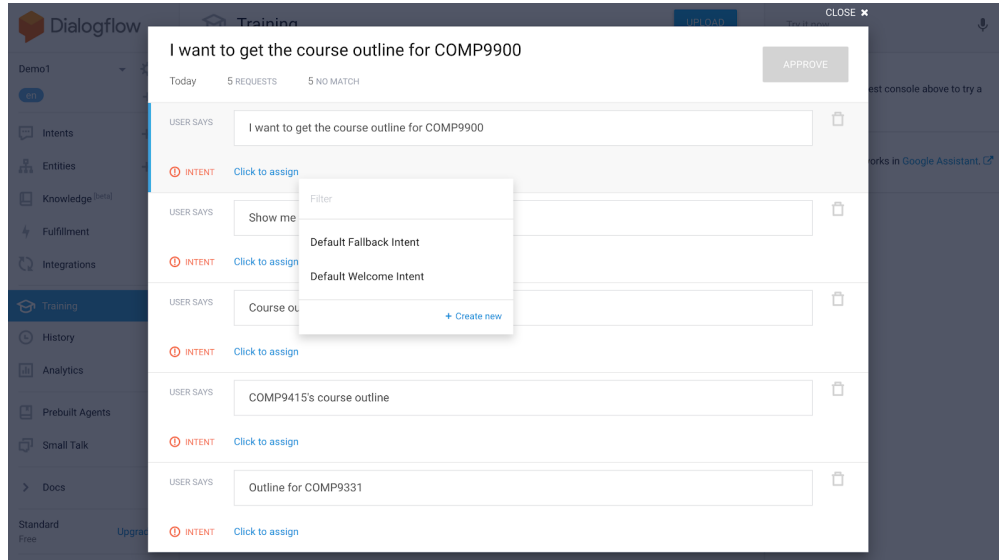 CLOSE ×
Dialogflow
Training
UPLOAD
Try it now
I want to get the course outline for COMP9900
APPROVE
Today 5 REQUESTS 5 NO MATCH
Demo1
en
est console above to try a
USER SAYS I want to get the course outline for COMP9900
Intents
orks in Google Assistant.
Entities
INTENT Click to assign
Knowledge [beta]
Filter
USER SAYS Show me
Fulfillment
Default Fallback Intent
Integrations
INTENT Click to assign
Default Welcome Intent
Training
USER SAYS Course ou
+ Create new
History
INTENT Click to assign
Analytics
USER SAYS COMP9415's course outline
Prebuilt Agents
Small Talk
INTENT Click to assign
Docs
USER SAYS Outline for COMP9331
Standard
Free
Upgrad
INTENT Click to assign